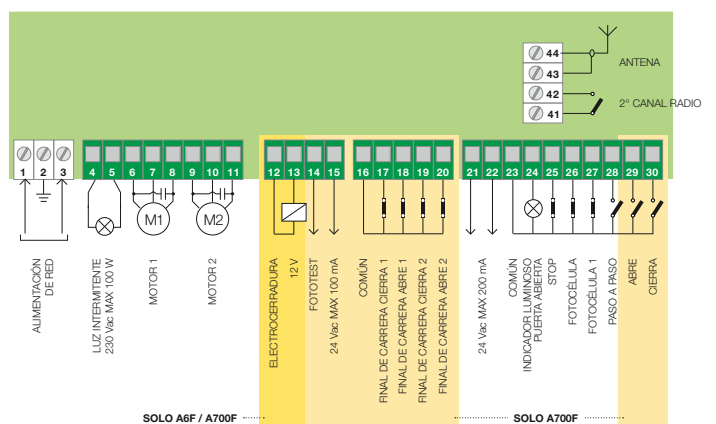 44
ANTENA
43
42
2° CANAL RADIO
41
1 2 3 4 5 6 7 8 9 10 11 12 13 14 15 16 17 18 19 20 21 22 23 24 25 26 27 28 29 30
M1 M2
ALIMENTACIÓN
DE RED
LUZ INTERMITENTE
230 Vac MAX 100 W
MOTOR 1
MOTOR 2
ELECTROCERRADURA
12 V
FOTOTEST
24 Vac MAX 100 mA
COMÚN
FINAL DE CARRERA CIERRA 1
FINAL DE CARRERA ABRE 1
FINAL DE CARRERA CIERRA 2
FINAL DE CARRERA ABRE 2
24 Vac MAX 200 mA
COMÚN
INDICADOR LUMINOSO
PUERTA ABIERTA
STOP
FOTOCÉLULA
FOTOCÉLULA 1
PASO A PASO
ABRE
CIERRA
SOLO A6F / A700F
SOLO A700F